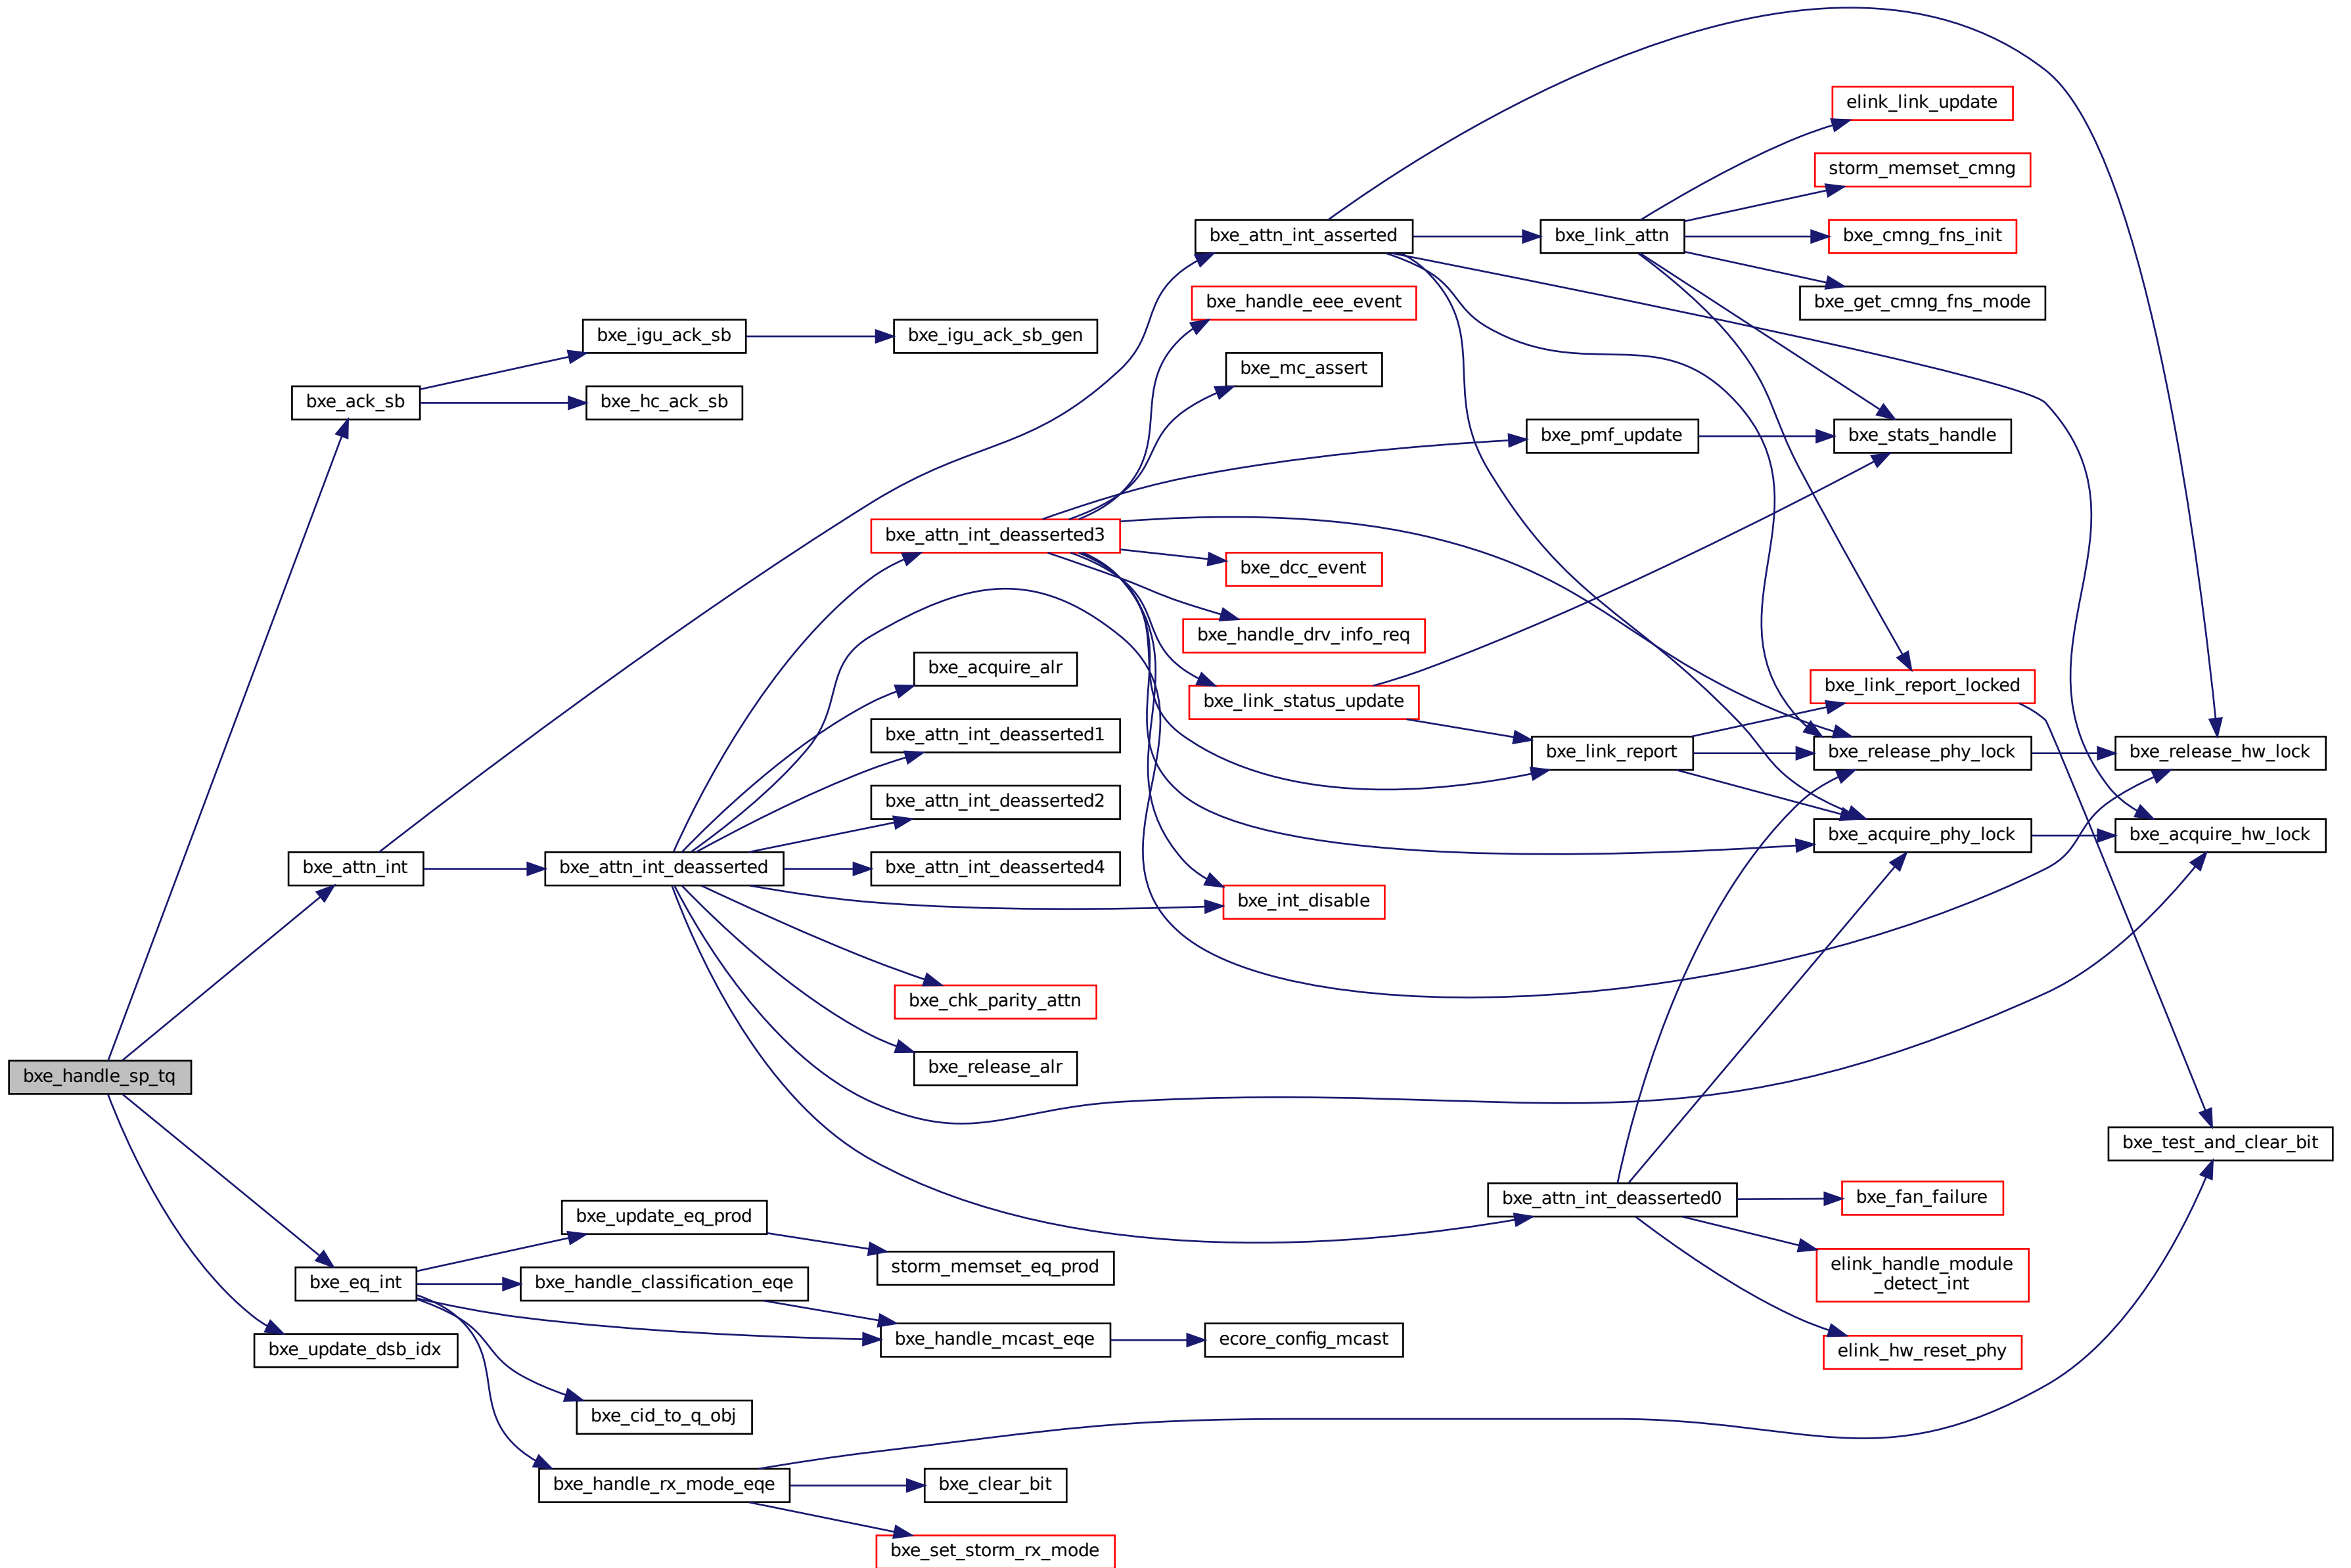 elink_link_update
storm_memset_cmng
bxe_attn_int_asserted
bxe_link_attn
bxe_cmng_fns_init
bxe_handle_eee_event
bxe_get_cmng_fns_mode
bxe_igu_ack_sb
bxe_igu_ack_sb_gen
bxe_mc_assert
bxe_ack_sb
bxe_hc_ack_sb
bxe_pmf_update
bxe_stats_handle
bxe_attn_int_deasserted3
bxe_dcc_event
bxe_handle_drv_info_req
bxe_acquire_alr
bxe_link_report_locked
bxe_link_status_update
bxe_attn_int_deasserted1
bxe_link_report
bxe_release_phy_lock
bxe_release_hw_lock
bxe_attn_int_deasserted2
bxe_acquire_phy_lock
bxe_acquire_hw_lock
bxe_attn_int
bxe_attn_int_deasserted
bxe_attn_int_deasserted4
bxe_int_disable
bxe_chk_parity_attn
bxe_release_alr
bxe_handle_sp_tq
bxe_test_and_clear_bit
bxe_attn_int_deasserted0
bxe_fan_failure
bxe_update_eq_prod
storm_memset_eq_prod
elink_handle_module
_detect_int
bxe_eq_int
bxe_handle_classification_eqe
bxe_handle_mcast_eqe
ecore_config_mcast
bxe_update_dsb_idx
elink_hw_reset_phy
bxe_cid_to_q_obj
bxe_handle_rx_mode_eqe
bxe_clear_bit
bxe_set_storm_rx_mode